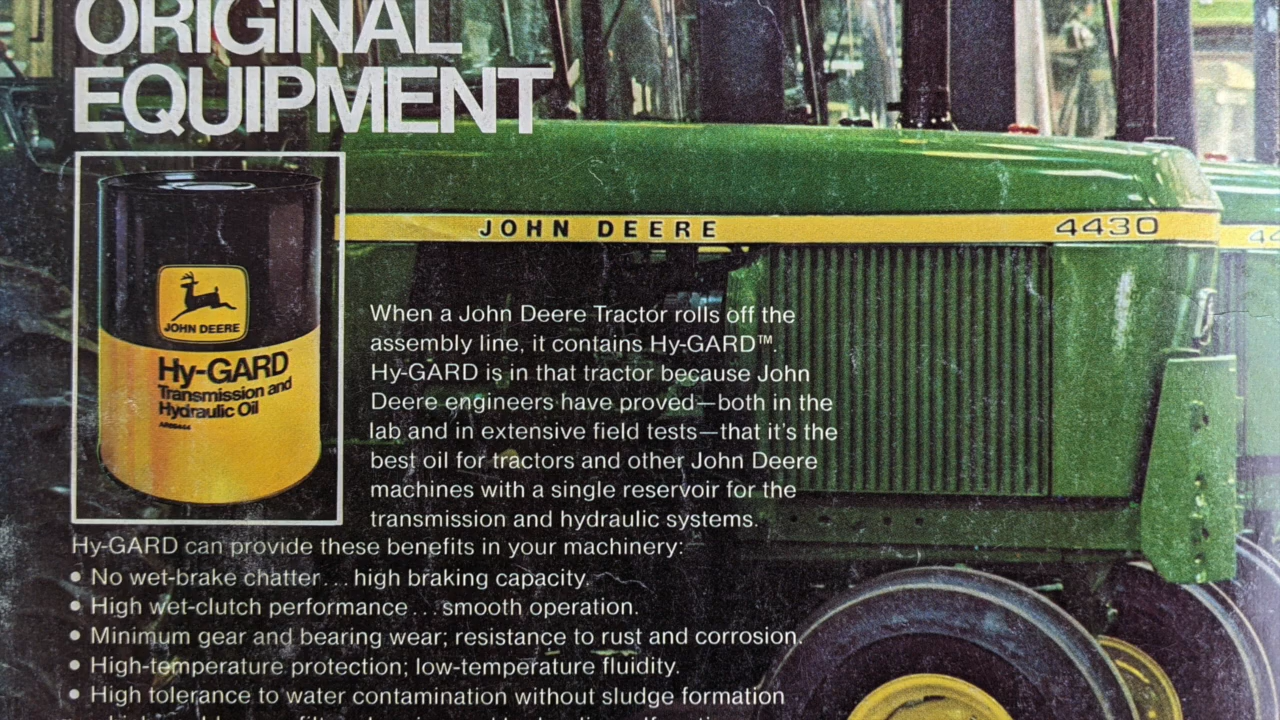 ORIGINAL
EQUIPMENT
JOHN DEERE
Hy-GARD
Transmission and
Hydraulic Oil
JOHN DEERE 4430
44
When a John Deere Tractor rolls off the
assembly line, it contains Hy-GARD™.
Hy-GARD is in that tractor because John
Deere engineers have proved—both in the
lab and in extensive field tests—that it's the
best oil for tractors and other John Deere
machines with a single reservoir for the
transmission and hydraulic systems.
Hy-GARD can provide these benefits in your machinery:
• No wet-brake chatter...high braking capacity.
• High wet-clutch performance...smooth operation.
• Minimum gear and bearing wear; resistance to rust and corrosion.
• High-temperature protection; low-temperature fluidity.
• High tolerance to water contamination without sludge formation